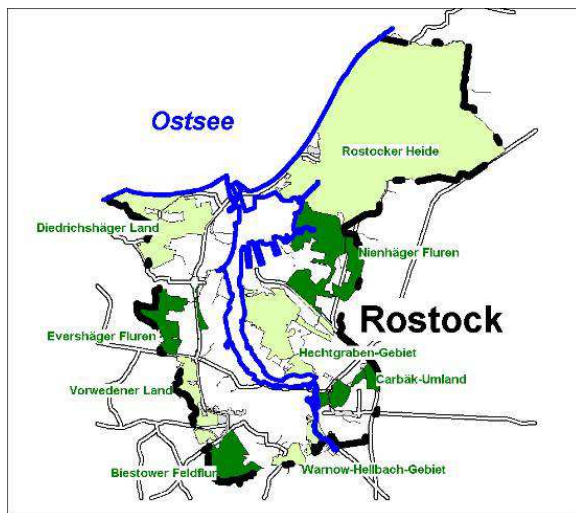 Ostsee
Rostocker Heide
Diedrichshäger Land
Nienhäger Fluren
Rostock
Evershäger Fluren
Hechtgraben-Gebiet
Carbäk-Umland
Vorwedener Land
Biestower Feldflur
Warnow-Hellbach-Gebiet